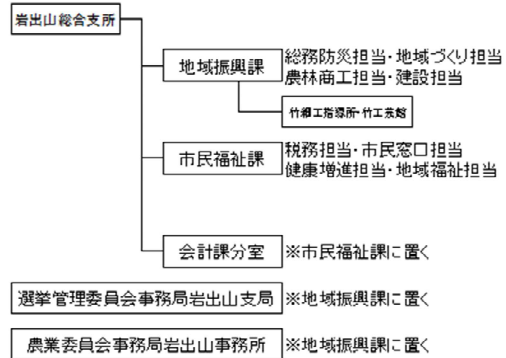 岩出山総合支所
地域振興課
総務防災担当・地域づくり担当
農林商工担当・建設担当
竹細工指導所・竹工芸館
市民福祉課
税務担当・市民窓口担当
健康増進担当・地域福祉担当
会計課分室
※市民福祉課に置く
選挙管理委員会事務局岩出山支局
※地域振興課に置く
農業委員会事務局岩出山事務所
※地域振興課に置く